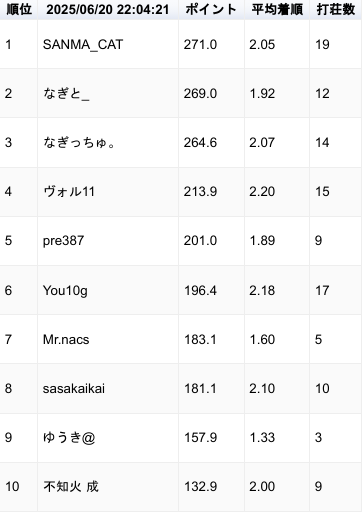 順位 2025/06/20 22:04:21 ポイント 平均着順 打荘数
1 SANMA_CAT 271.0 2.05 19
2 なぎと_ 269.0 1.92 12
3 なぎっちゅ。 264.6 2.07 14
4 ヴォル11 213.9 2.20 15
5 pre387 201.0 1.89 9
6 You10g 196.4 2.18 17
7 Mr.nacs 183.1 1.60 5
8 sasakaikai 181.1 2.10 10
9 ゆうき@ 157.9 1.33 3
10 不知火 成 132.9 2.00 9